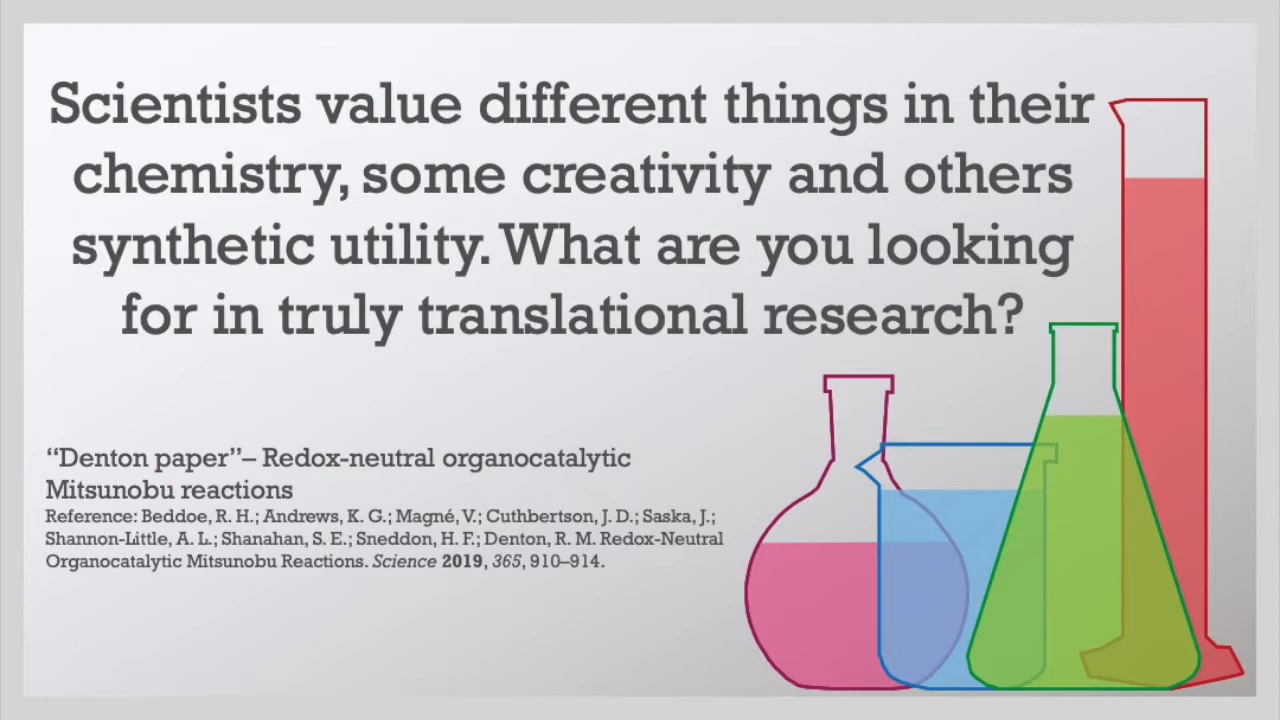 Scientists value different things in their
chemistry, some creativity and others
synthetic utility. What are you looking
for in truly translational research?
“Denton paper”– Redox-neutral organocatalytic
Mitsunobu reactions
Reference: Beddoe, R. H.; Andrews, K. G.; Magné, V.; Cuthbertson, J. D.; Saska, J.;
Shannon-Little, A. L.; Shanahan, S. E.; Sneddon, H. F.; Denton, R. M. Redox-Neutral
Organocatalytic Mitsunobu Reactions. Science 2019, 365, 910–914.